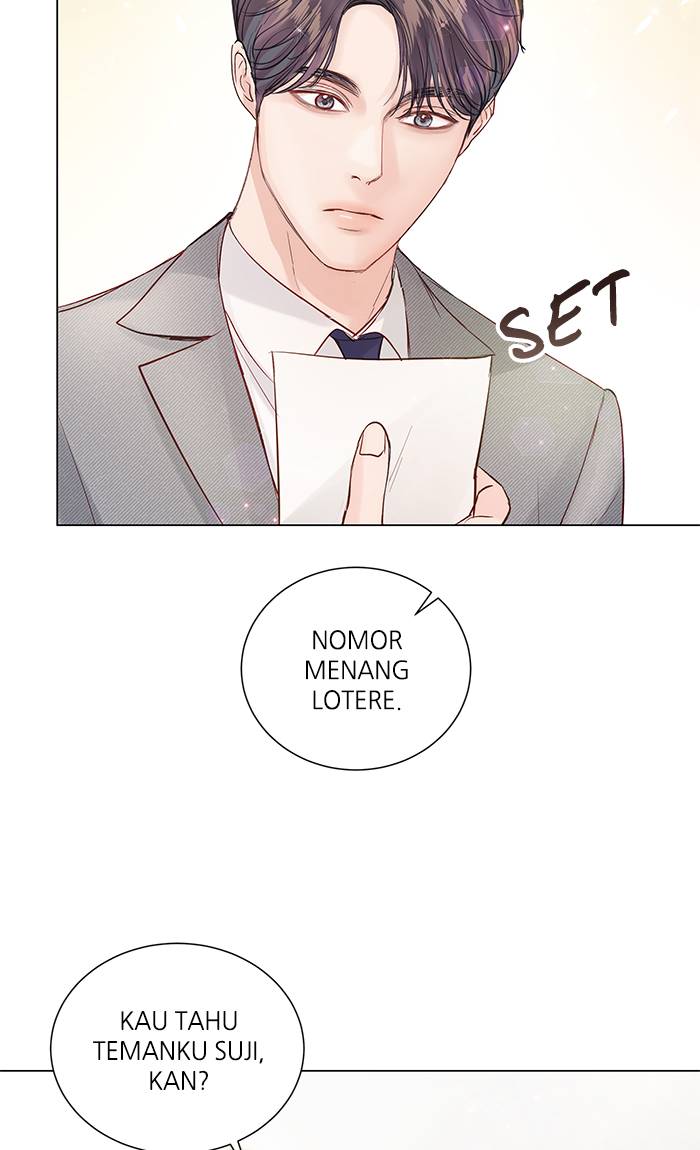 SET
NOMOR
MENANG
LOTERE.
KAU TAHU
TEMANKU SUJI,
KAN?